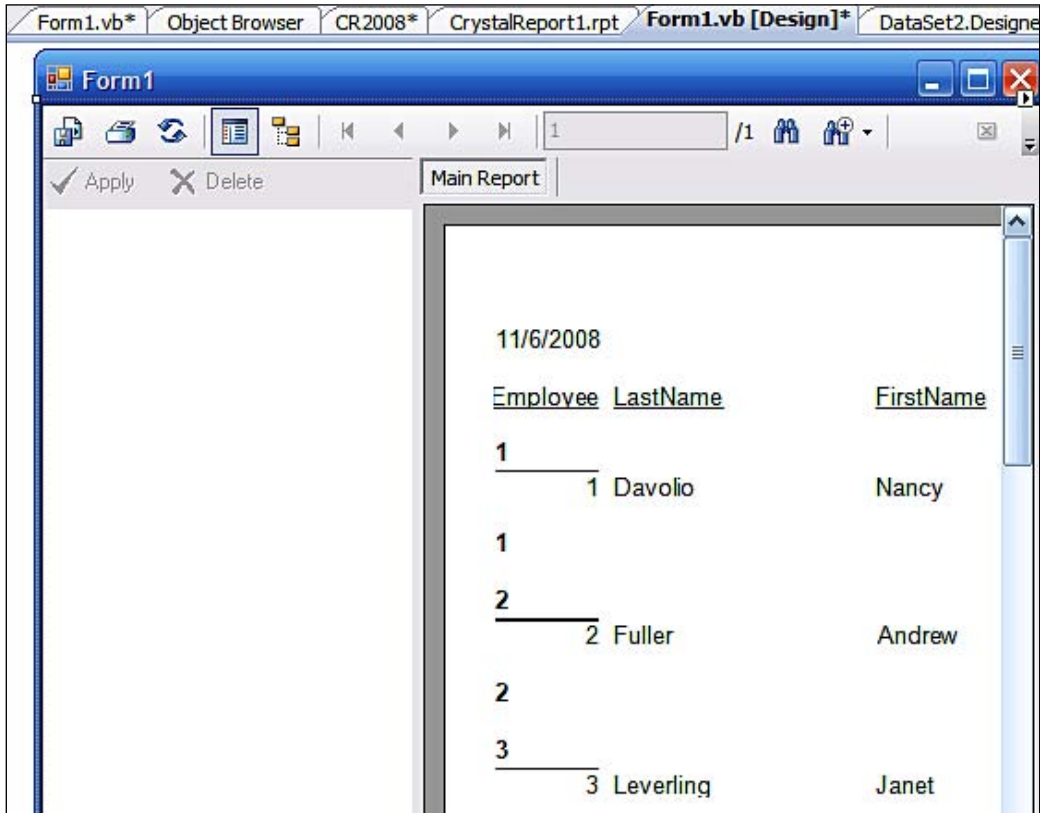 Form1.vb* Object Browser CR2008* CrystalReport1.rpt Form1.vb [Design]* DataSet2.Designe
Form1
1 /1
Apply Delete Main Report
11/6/2008
Employee LastName FirstName
1
1 Davolio Nancy
1
2
2 Fuller Andrew
2
3
3 Leverling Janet